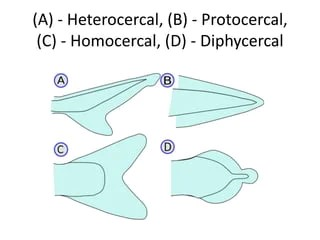 (A) - Heterocercal, (B) - Protocercal,
(C) - Homocercal, (D) - Diphycercal
A
B
C
D